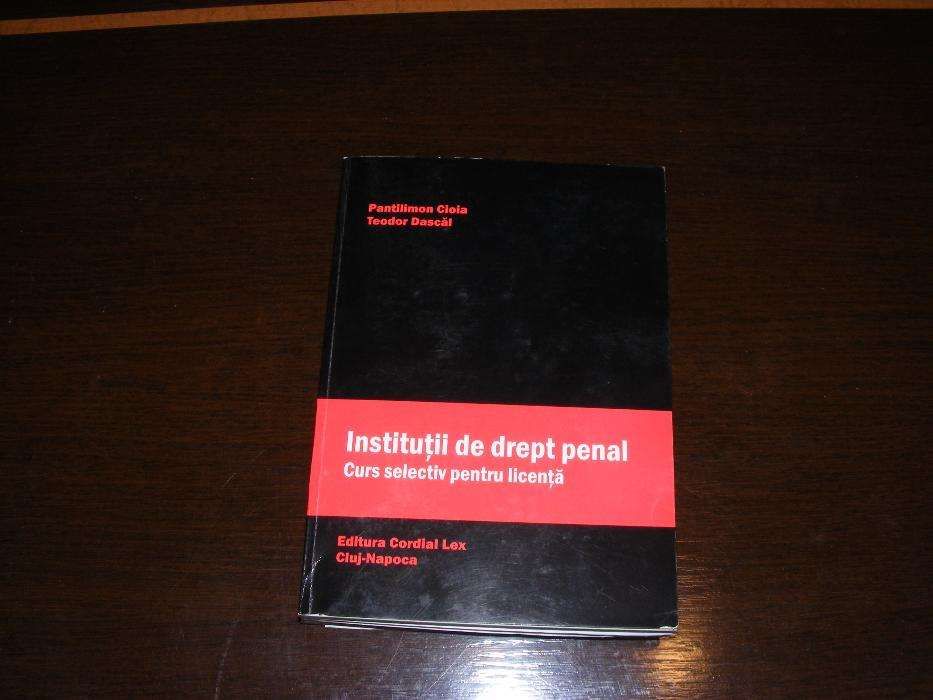 Pantilimon Cioia
Teodor Dascăl
Instituții de drept penal
Curs selectiv pentru licență
Editura Cordial Lex
Cluj-Napoca